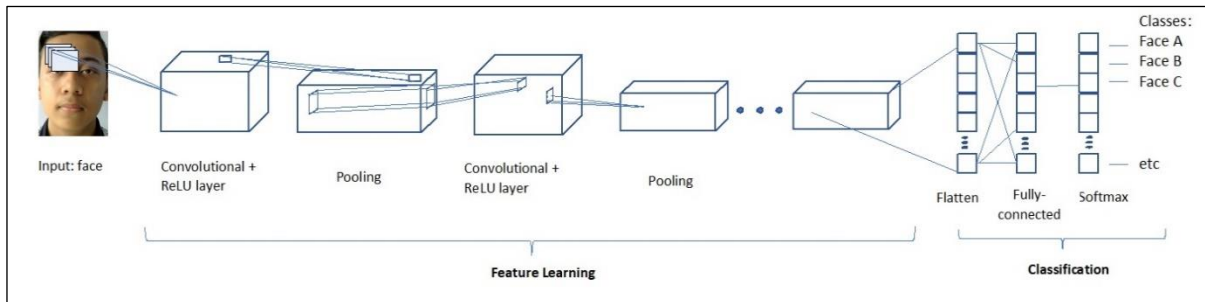 Classes:
Face A
Face B
Face C
etc
Input: face
Convolutional +
ReLU layer
Pooling
Convolutional +
ReLU layer
Pooling
Flatten
Fully-
connected
Softmax
Feature Learning
Classification